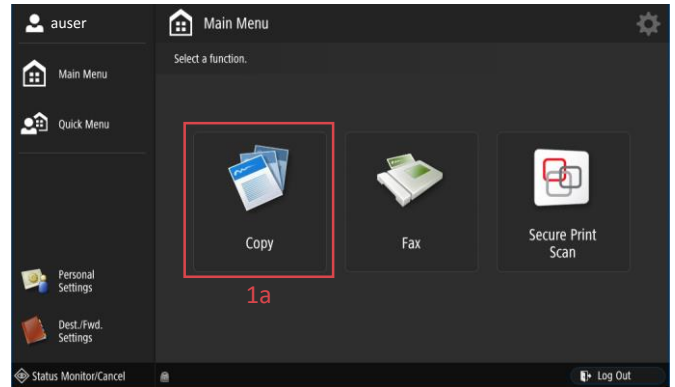 auser
Main Menu
Quick Menu
Personal
Settings
Dest./Fwd.
Settings
Status Monitor/Cancel
Main Menu
Select a function.
Copy
Fax
Secure Print
Scan
1a
Log Out